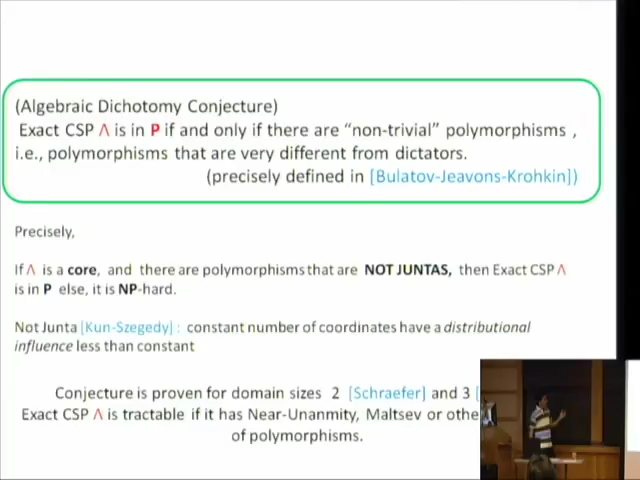 (Algebraic Dichotomy Conjecture)
Exact CSP Λ is in P if and only if there are “non-trivial” polymorphisms ,
i.e., polymorphisms that are very different from dictators.
(precisely defined in [Bulatov-Jeavons-Krohkin])
Precisely,
If Λ is a core, and there are polymorphisms that are NOT JUNTAS, then Exact CSP Λ
is in P else, it is NP-hard.
Not Junta [Kun-Szegedy] : constant number of coordinates have a distributional
influence less than constant
Conjecture is proven for domain sizes 2 [Schraefer] and 3 [
Exact CSP Λ is tractable if it has Near-Unanmity, Maltsev or othe
of polymorphisms.